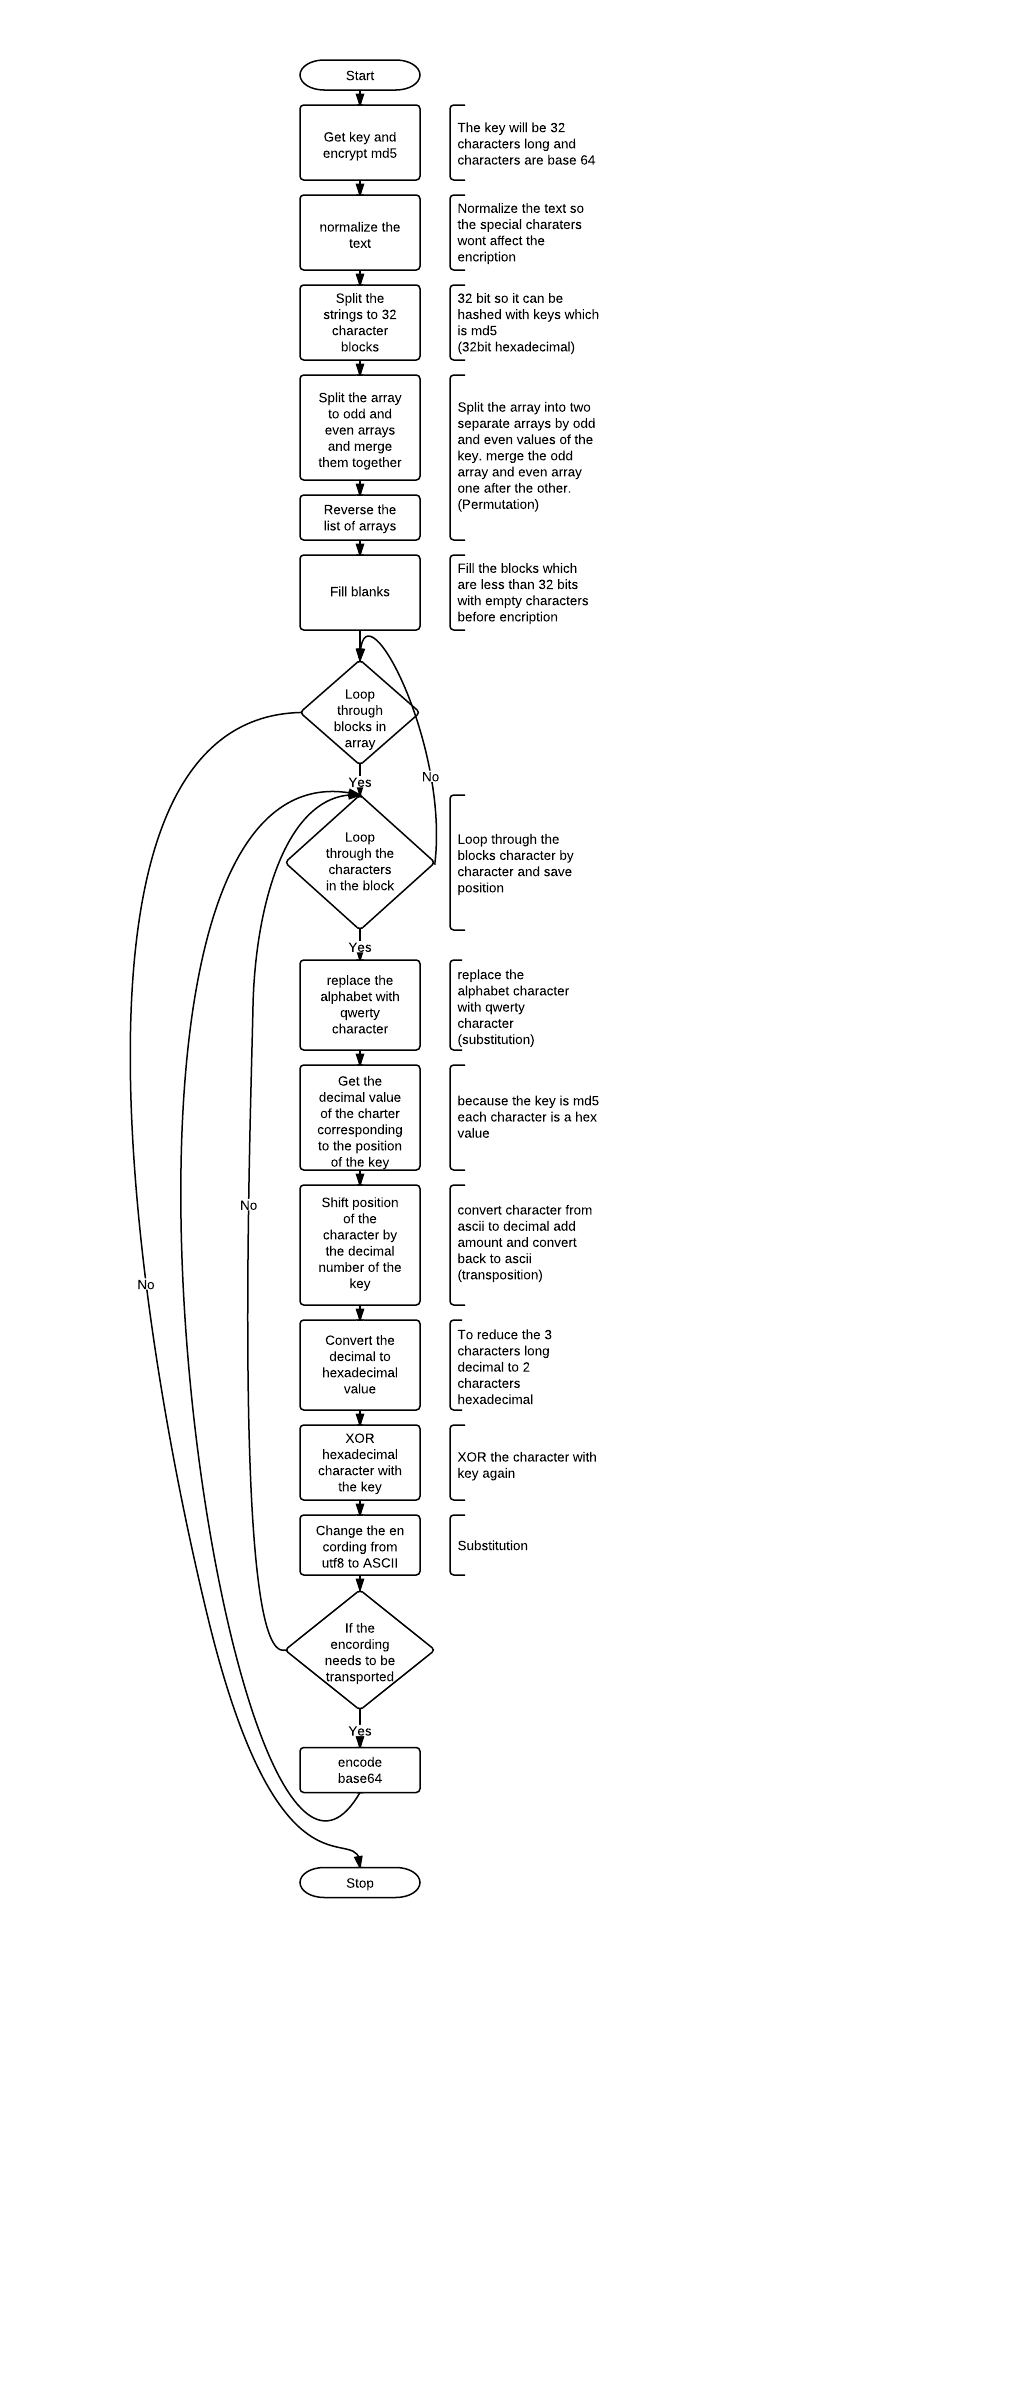 Start
Get key and
encrypt md5
The key will be 32
characters long and
characters are base 64
normalize the
text
Normalize the text so
the special charaters
wont affect the
encription
Split the
strings to 32
character
blocks
32 bit so it can be
hashed with keys which
is md5
(32bit hexadecimal)
Split the array
to odd and
even arrays
and merge
them together
Split the array into two
separate arrays by odd
and even values of the
key. merge the odd
array and even array
one after the other.
(Permutation)
Reverse the
list of arrays
Fill blanks
Fill the blocks which
are less than 32 bits
with empty characters
before encription
Loop
through
blocks in
array
Yes
No
Loop
through the
characters
in the block
Loop through the
blocks character by
character and save
position
Yes
replace the
alphabet with
qwerty
character
replace the
alphabet character
with qwerty
character
(substitution)
Get the
decimal value
of the charter
corresponding
to the position
of the key
because the key is md5
each character is a hex
value
Shift position
of the
character by
the decimal
number of the
key
convert character from
ascii to decimal add
amount and convert
back to ascii
(transposition)
No
No
Convert the
decimal to
hexadecimal
value
To reduce the 3
characters long
decimal to 2
characters
hexadecimal
XOR
hexadecimal
character with
the key
XOR the character with
key again
Change the en
cording from
utf8 to ASCII
Substitution
If the
encording
needs to be
transported
Yes
encode
base64
Stop